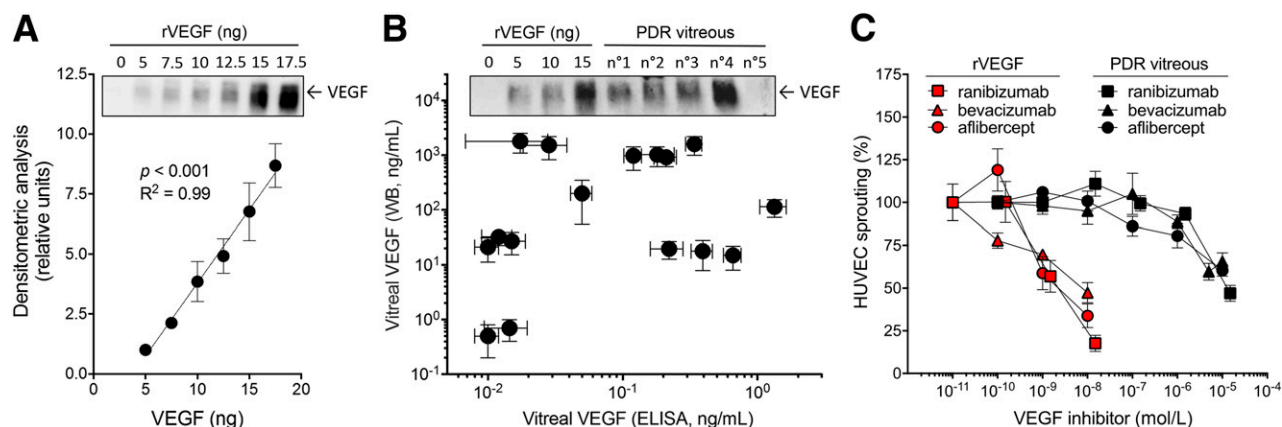 A
rVEGF (ng)
0 5 7.5 10 12.5 15 17.5
← VEGF
12.5
10.0
7.5
5.0
2.5
0.0
p < 0.001
R² = 0.99
Densitometric analysis
(relative units)
0 5 10 15 20
VEGF (ng)
B
rVEGF (ng) PDR vitreous
0 5 10 15 n°1 n°2 n°3 n°4 n°5
← VEGF
10⁴
10³
10²
10¹
10⁰
10⁻¹
Vitreal VEGF (WB, ng/mL)
10⁻² 10⁻¹ 10⁰
Vitreal VEGF (ELISA, ng/mL)
C
rVEGF PDR vitreous
ranibizumab ranibizumab
bevacizumab bevacizumab
aflibercept aflibercept
175
150
125
100
75
50
25
0
HUVEC sprouting (%)
10⁻¹¹ 10⁻¹⁰ 10⁻⁹ 10⁻⁸ 10⁻⁷ 10⁻⁶ 10⁻⁵ 10⁻⁴
VEGF inhibitor (mol/L)